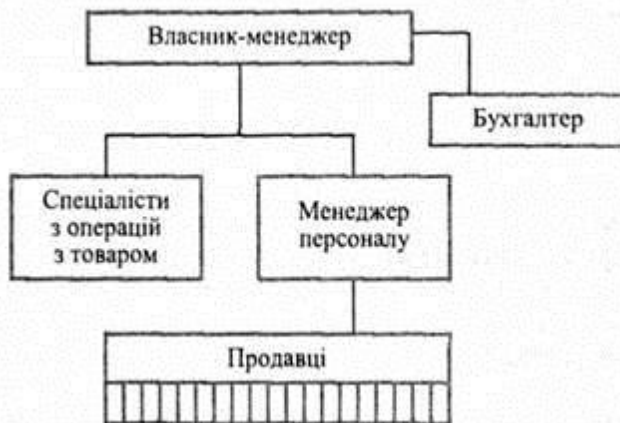 Власник-менеджер
Бухгалтер
Спеціалісти
з операцій
з товаром
Менеджер
персоналу
Продавці